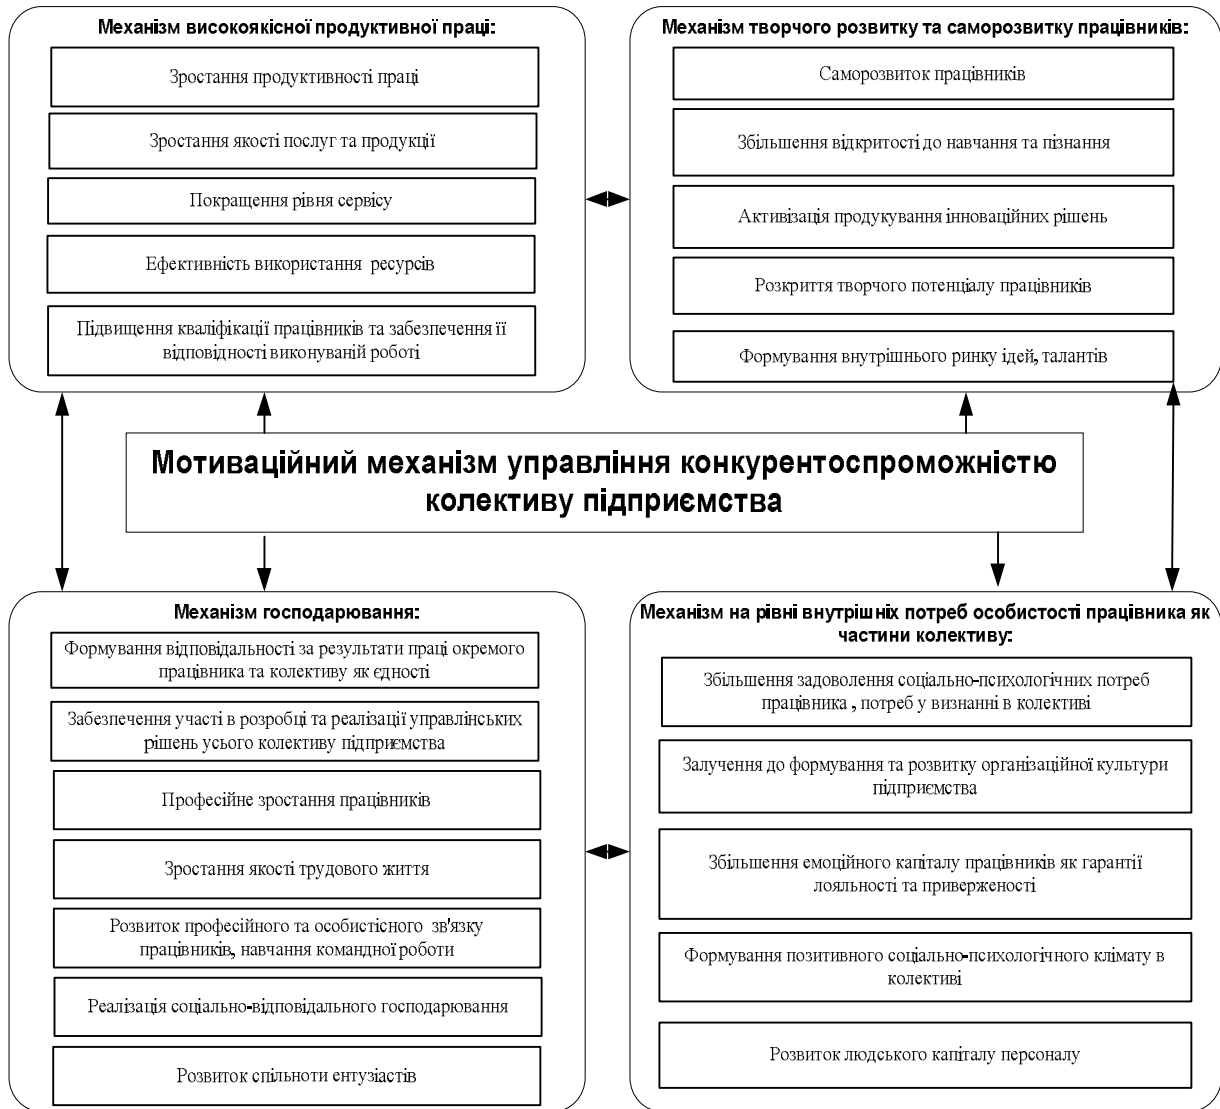 Механізм високоякісної продуктивної праці:
Зростання продуктивності праці
Зростання якості послуг та продукції
Покращення рівня сервісу
Ефективність використання ресурсів
Підвищення кваліфікації працівників та забезпечення її
відповідності виконуваній роботі
Механізм творчого розвитку та саморозвитку працівників:
Саморозвиток працівників
Збільшення відкритості до навчання та пізнання
Активізація продукування інноваційних рішень
Розкриття творчого потенціалу працівників
Формування внутрішнього ринку ідей, талантів
Мотиваційний механізм управління конкурентоспроможністю
колективу підприємства
Механізм господарювання:
Формування відповідальності за результати праці окремого
працівника та колективу як єдності
Забезпечення участі в розробці та реалізації управлінських
рішень усього колективу підприємства
Професійне зростання працівників
Зростання якості трудового життя
Розвиток професійного та особистісного зв'язку
працівників, навчання командної роботи
Реалізація соціально-відповідального господарювання
Розвиток спільноти ентузіастів
Механізм на рівні внутрішніх потреб особистості працівника як
частини колективу:
Збільшення задоволення соціально-психологічних потреб
працівника , потреб у визнанні в колективі
Залучення до формування та розвитку організаційної культури
підприємства
Збільшення емоційного капіталу працівників як гарантії
лояльності та приверженості
Формування позитивного соціально-психологічного клімату в
колективі
Розвиток людського капіталу персоналу